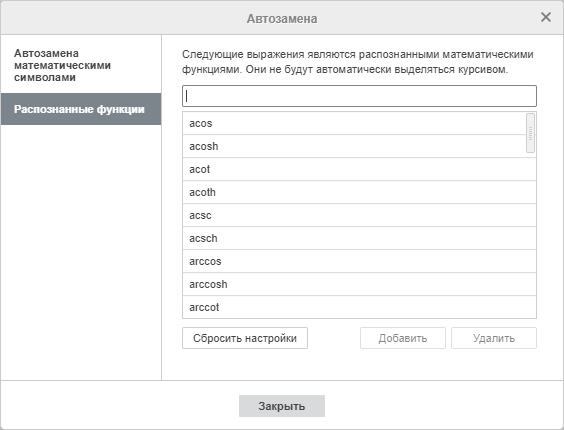 Автозамена
Автозамена
математическими
символами
Распознанные функции
Следующие выражения являются распознанными математическими
функциями. Они не будут автоматически выделяться курсивом.
acos
acosh
acot
acoth
acsc
acsch
arccos
arccosh
arccot
Сбросить настройки
Добавить
Удалить
Закрыть